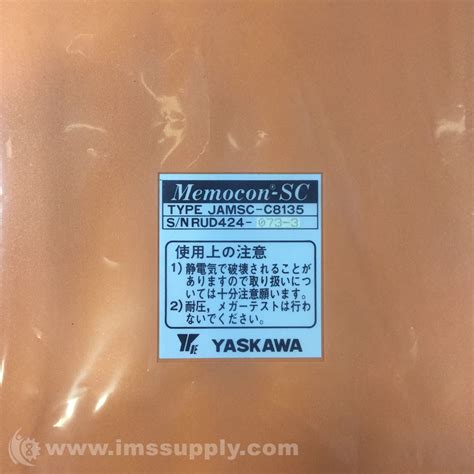 Memocon®-SC
TYPE JAMSC-C8135
S/N RUD424-073-3
使用上の注意
1) 静電気で破壊されることが
ありますので取り扱いにつ
いては十分注意願います。
2) 耐圧，メガーテストは行わ
ないでください。
YASKAWA
© www.imssupply.com